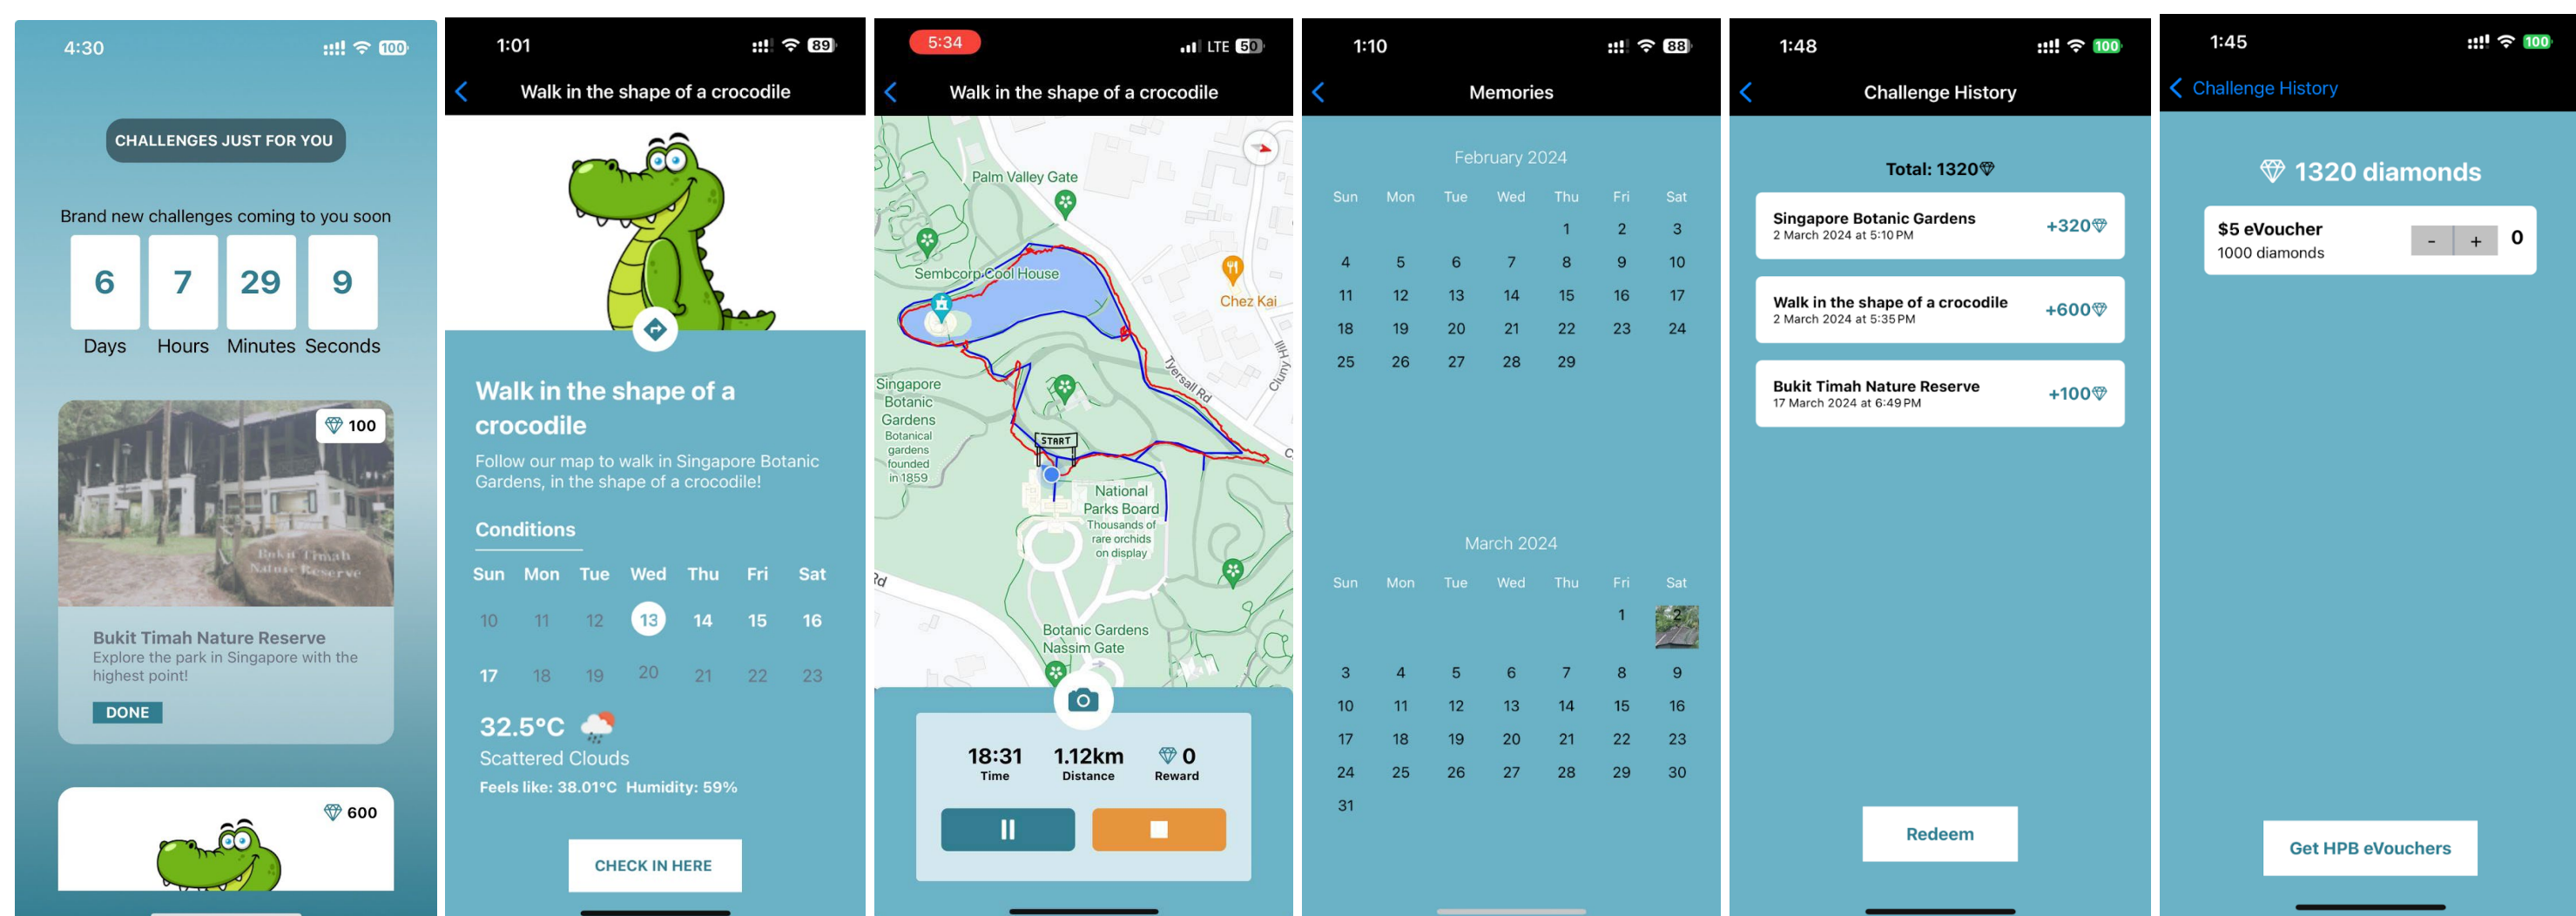 4:30
100
CHALLENGES JUST FOR YOU
Brand new challenges coming to you soon
6 7 29 9
Days Hours Minutes Seconds
100
Bukit Timah
Nature Reserve
Bukit Timah Nature Reserve
Explore the park in Singapore with the
highest point!
DONE
600
1:01
89
Walk in the shape of a crocodile
Walk in the shape of a
crocodile
Follow our map to walk in Singapore Botanic
Gardens, in the shape of a crocodile!
Conditions
Sun Mon Tue Wed Thu Fri Sat
10 11 12 13 14 15 16
17 18 19 20 21 22 23
32.5°C
Scattered Clouds
Feels like: 38.01°C Humidity: 59%
CHECK IN HERE
5:34
LTE 50
Walk in the shape of a crocodile
Palm Valley Gate
Sembcorp Cool House
Chez Kai
Tyersall Rd
Cluny Hill
Singapore
Botanic
Gardens
Botanical
gardens
founded
in 1859
START
C
National
Parks Board
Thousands of
rare orchids
on display
Rd
Botanic Gardens
Nassim Gate
18:31 1.12km 0
Time Distance Reward
1:10
88
Memories
February 2024
Sun Mon Tue Wed Thu Fri Sat
1 2 3
4 5 6 7 8 9 10
11 12 13 14 15 16 17
18 19 20 21 22 23 24
25 26 27 28 29
March 2024
Sun Mon Tue Wed Thu Fri Sat
1 2
3 4 5 6 7 8 9
10 11 12 13 14 15 16
17 18 19 20 21 22 23
24 25 26 27 28 29 30
31
1:48
100
Challenge History
Total: 1320
Singapore Botanic Gardens
2 March 2024 at 5:10 PM
+320
Walk in the shape of a crocodile
2 March 2024 at 5:35 PM
+600
Bukit Timah Nature Reserve
17 March 2024 at 6:49 PM
+100
Redeem
1:45
100
Challenge History
1320 diamonds
$5 eVoucher
1000 diamonds
- + 0
Get HPB eVouchers